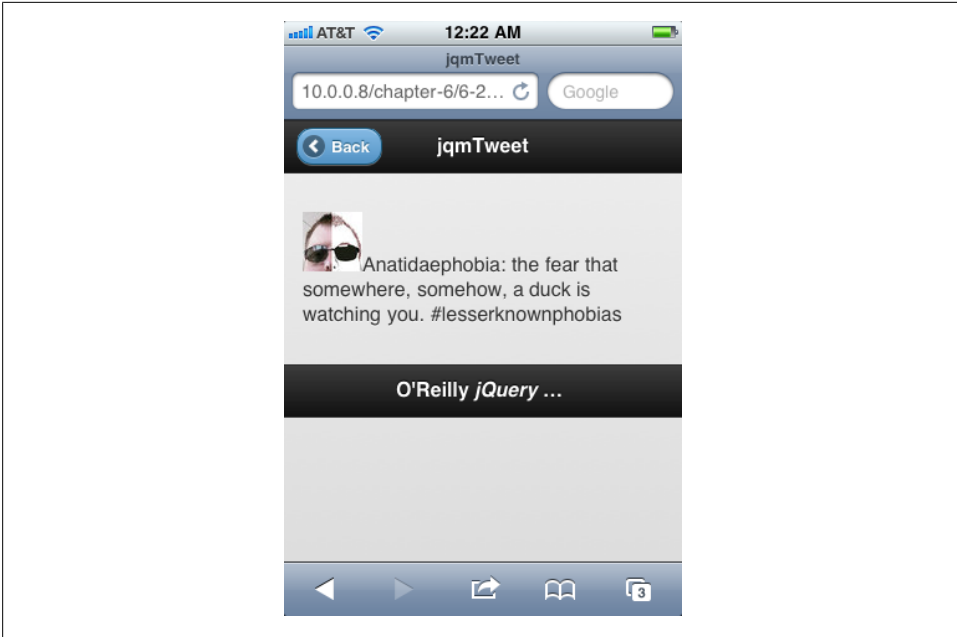 AT&T 12:22 AM
jqmTweet
10.0.0.8/chapter-6/6-2... Google
Back jqmTweet
Anatidaephobia: the fear that
somewhere, somehow, a duck is
watching you. #lesserknownphobias
O'Reilly jQuery ...
3